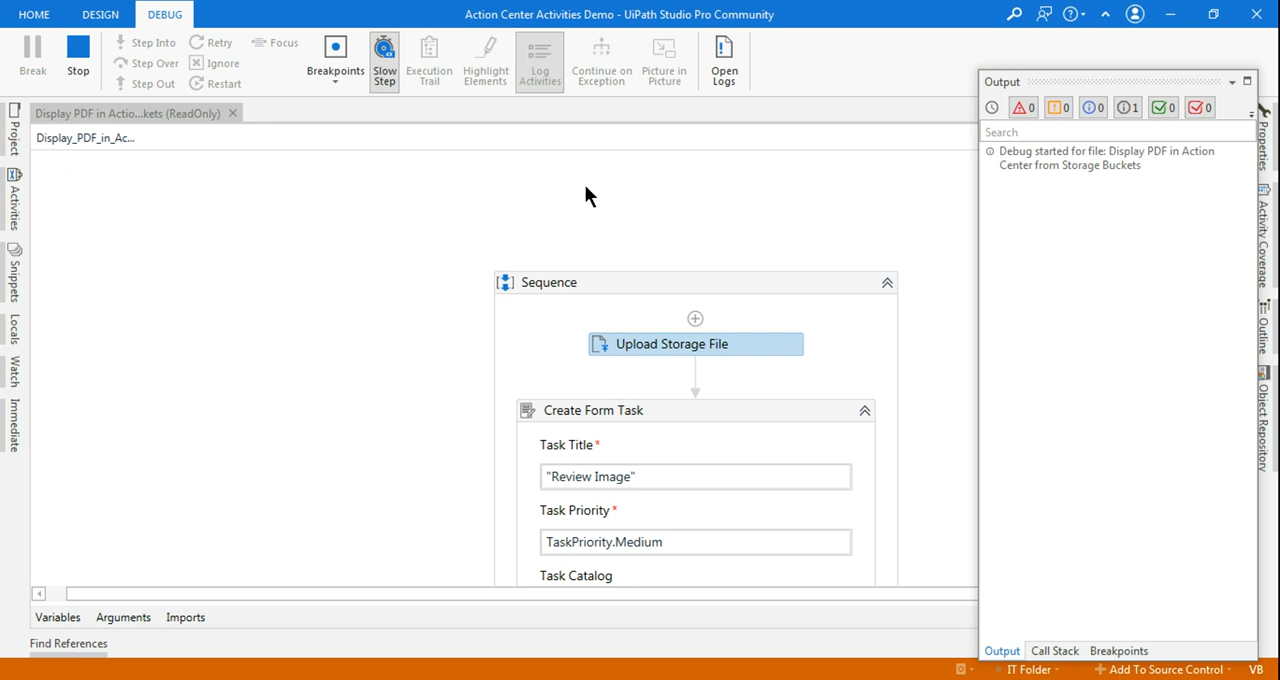 HOME DESIGN DEBUG Action Center Activities Demo - UiPath Studio Pro Community
Break
Stop
Step Into
Step Over
Step Out
Retry
Ignore
Restart
Focus
Breakpoints
Slow
Step
Execution
Trail
Highlight
Elements
Log
Activities
Continue on
Exception
Picture in
Picture
Open
Logs
Display PDF in Actio...kets (ReadOnly)
Display_PDF_in_Ac...
Project
Activities
Snippets
Locals
Watch
Immediate
Sequence
Upload Storage File
Create Form Task
Task Title*
"Review Image"
Task Priority*
TaskPriority.Medium
Task Catalog
Variables Arguments Imports
Find References
Output
0 0 0 1 0 0
Search
Debug started for file: Display PDF in Action
Center from Storage Buckets
Output Call Stack Breakpoints
Properties
Activity Coverage
Outline
Object Repository
IT Folder Add To Source Control VB